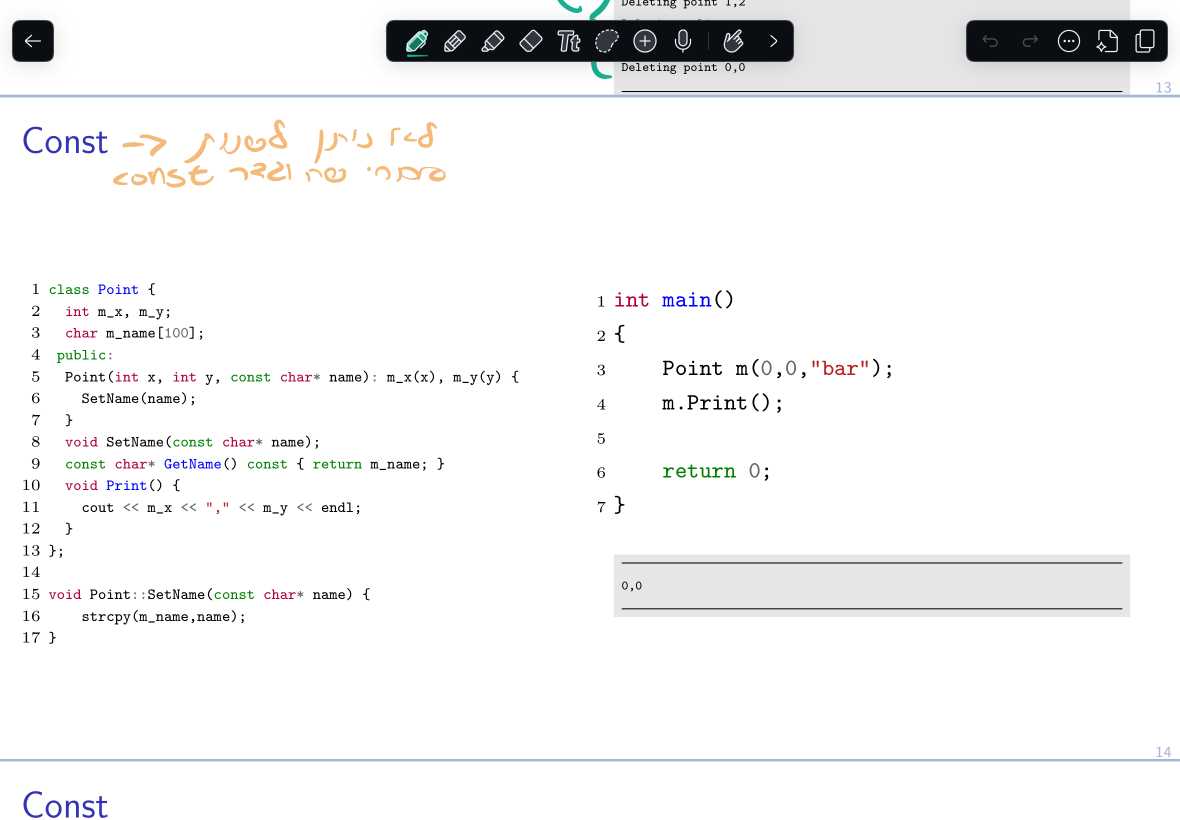 Deleting point 1,2
Deleting point 0,0
13
Const → לא ניתן לשנות
פרמטר שהוגדר const
1 class Point {
2 int m_x, m_y;
3 char m_name[100];
4 public:
5 Point(int x, int y, const char* name): m_x(x), m_y(y) {
6 SetName(name);
7 }
8 void SetName(const char* name);
9 const char* GetName() const { return m_name; }
10 void Print() {
11 cout << m_x << "," << m_y << endl;
12 }
13 };
14
15 void Point::SetName(const char* name) {
16 strcpy(m_name,name);
17 }
1 int main()
2 {
3 Point m(0,0,"bar");
4 m.Print();
5
6 return 0;
7 }
0,0
14
Const